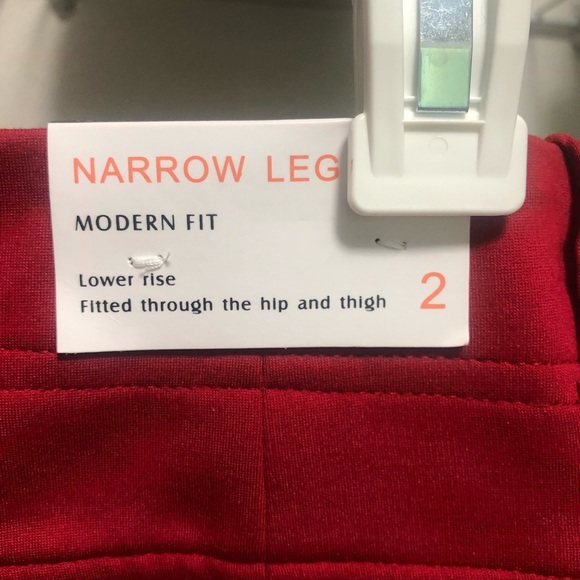 NARROW LEG
MODERN FIT
Lower rise
Fitted through the hip and thigh
2